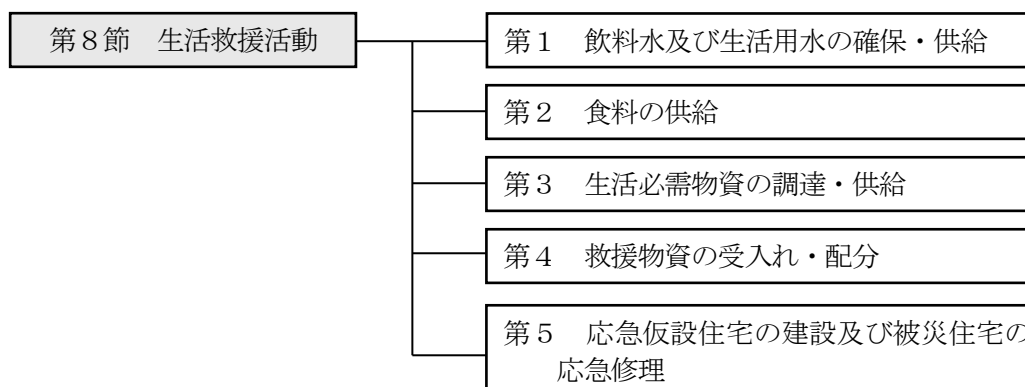 第８節　生活救援活動
第１　飲料水及び生活用水の確保・供給
第２　食料の供給
第３　生活必需物資の調達・供給
第４　救援物資の受入れ・配分
第５　応急仮設住宅の建設及び被災住宅の
応急修理